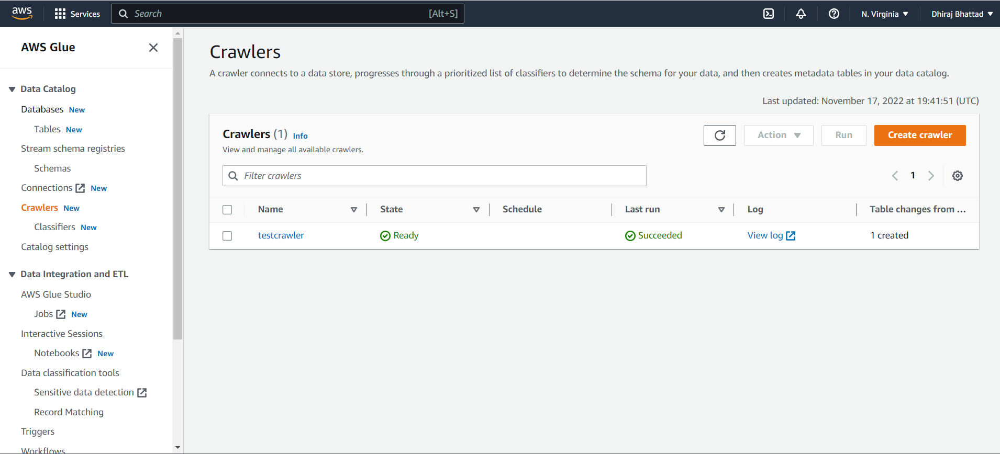 aws
Services
Search
[Alt+S]
N. Virginia
Dhiraj Bhattad
AWS Glue
Data Catalog
Databases New
Tables New
Stream schema registries
Schemas
Connections New
Crawlers New
Classifiers New
Catalog settings
Data Integration and ETL
AWS Glue Studio
Jobs New
Interactive Sessions
Notebooks New
Data classification tools
Sensitive data detection
Record Matching
Triggers
Workflows
Crawlers
A crawler connects to a data store, progresses through a prioritized list of classifiers to determine the schema for your data, and then creates metadata tables in your data catalog.
Last updated: November 17, 2022 at 19:41:51 (UTC)
Crawlers (1) Info
View and manage all available crawlers.
Action
Run
Create crawler
Filter crawlers
1
Name State Schedule Last run Log Table changes from ...
testcrawler Ready Succeeded View log 1 created